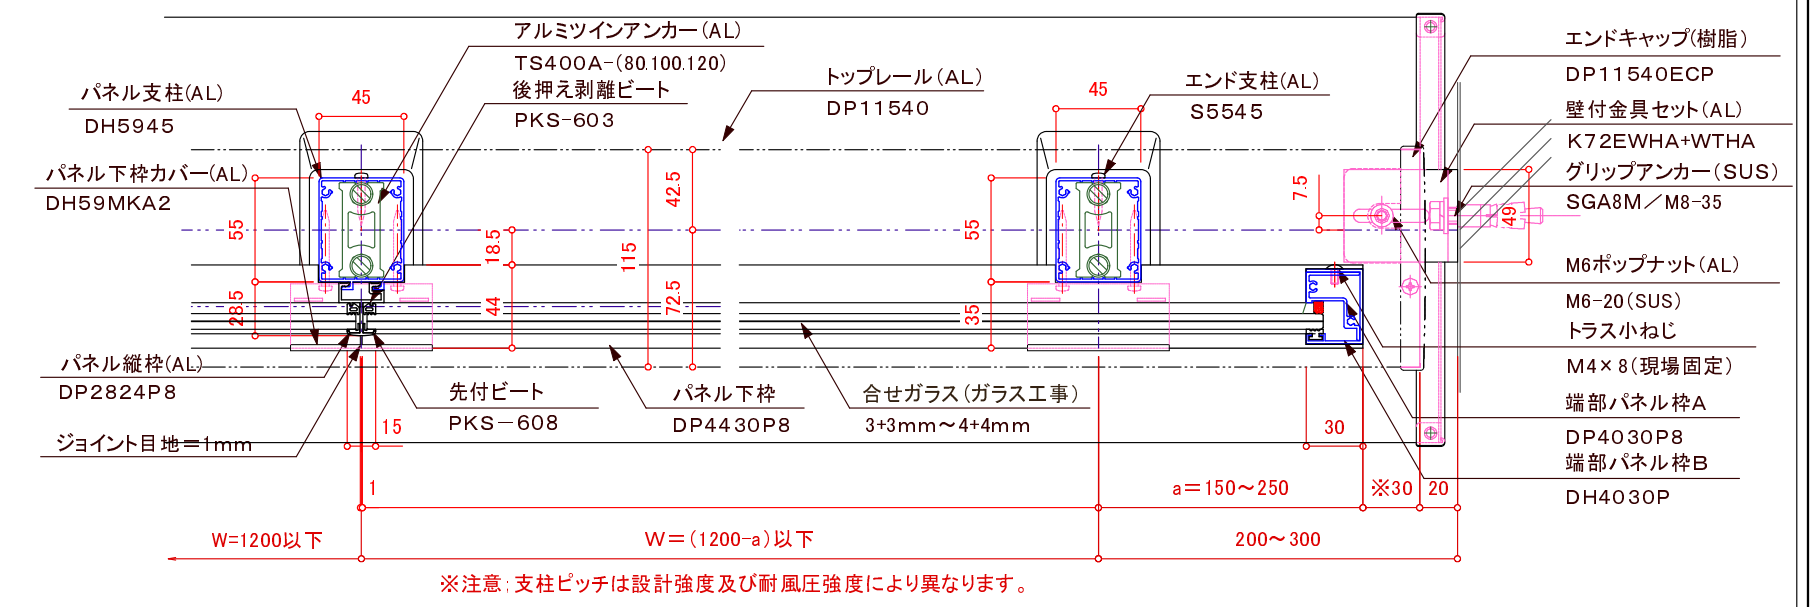 アルミツインアンカー(AL)
TS400A-(80.100.120)
後押え剥離ビート
PKS-603
パネル支柱(AL)
DH5945
パネル下枠カバー(AL)
DH59MKA2
トップレール(AL)
DP11540
エンド支柱(AL)
S5545
エンドキャップ(樹脂)
DP11540ECP
壁付金具セット(AL)
K72EWHA+WTHA
グリップアンカー(SUS)
SGA8M／M8-35
M6ポップナット(AL)
M6-20(SUS)
トラス小ねじ
M4×8(現場固定)
端部パネル枠A
DP4030P8
端部パネル枠B
DH4030P
45
55
28.5
18.5
44
115
42.5
72.5
45
55
35
7.5
49
パネル縦枠(AL)
DP2824P8
ジョイント目地=1mm
先付ビート
PKS－608
パネル下枠
DP4430P8
合せガラス(ガラス工事)
3+3mm～4+4mm
15
30
1
a＝150～250
※30
20
W=1200以下
W＝(1200-a)以下
200～300
※注意;支柱ピッチは設計強度及び耐風圧強度により異なります。